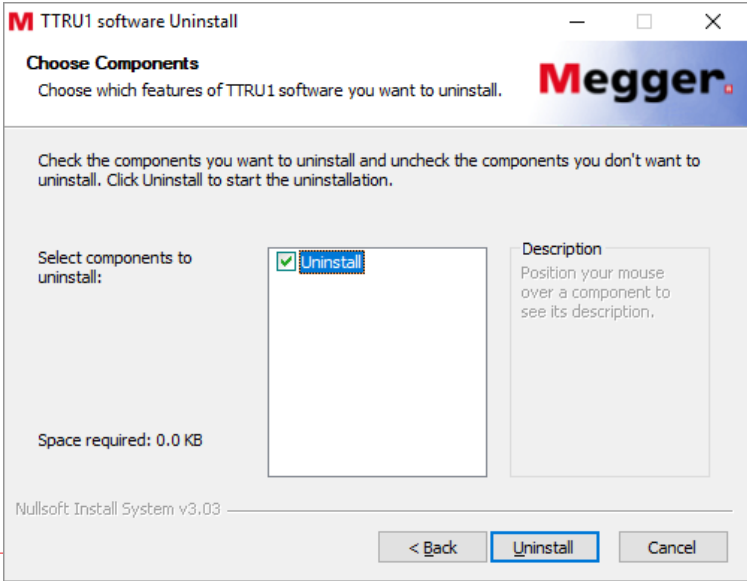 M TTRU1 software Uninstall
Choose Components
Choose which features of TTRU1 software you want to uninstall.
Megger.
Check the components you want to uninstall and uncheck the components you don't want to
uninstall. Click Uninstall to start the uninstallation.
Select components to
uninstall:
Uninstall
Description
Position your mouse
over a component to
see its description.
Space required: 0.0 KB
Nullsoft Install System v3.03
< Back
Uninstall
Cancel